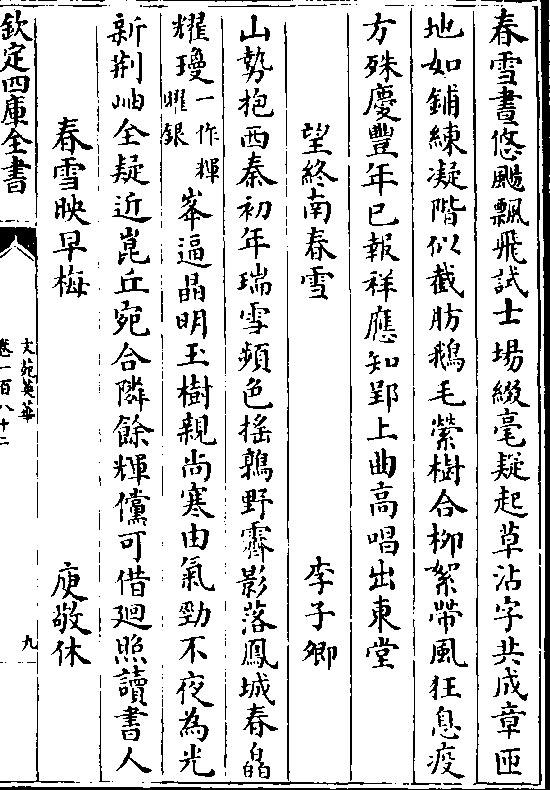 春雪晝悠颺飄飛試士場綴毫疑起草沾字共成章匝
地如鋪練凝階似截肪鵝毛縈樹合柳絮帶風狂息疫
方殊慶豐年已報祥應知郢上曲高唱出東堂
望終南春雪　李子卿
山勢抱西秦初年瑞雪頻色搖鶉野霽影落鳳城春皛
耀瓊一作輝曜銀峯逼晶明玉樹親尚寒由氣勁不夜為光
新荆岫全疑近崑丘宛合隣餘輝儻可借廻照讀書人
春雪映早梅　庾敬休
欽定四庫全書
文苑英華
卷一百八十二
九